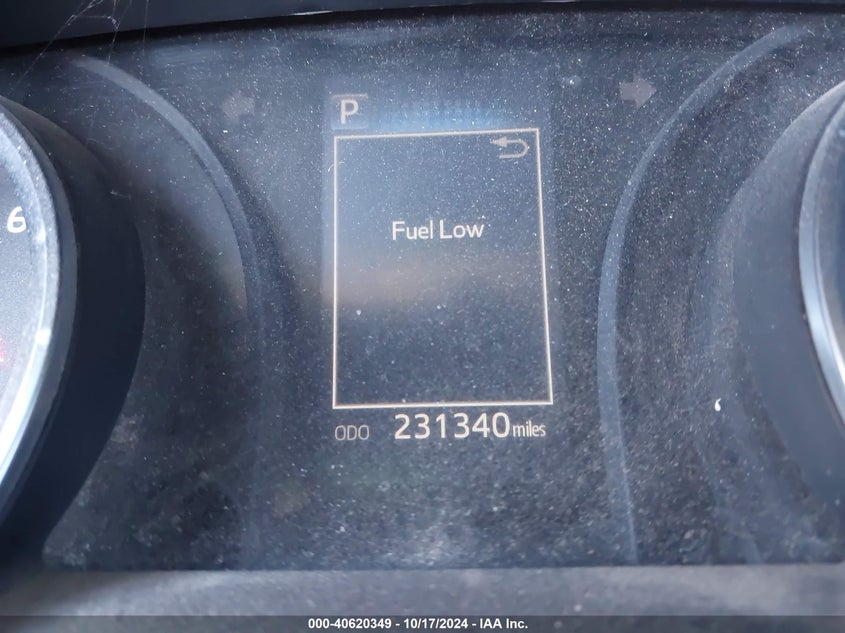 P
6
Fuel Low
ODO 231340 miles
000-40620349 - 10/17/2024 - IAA Inc.